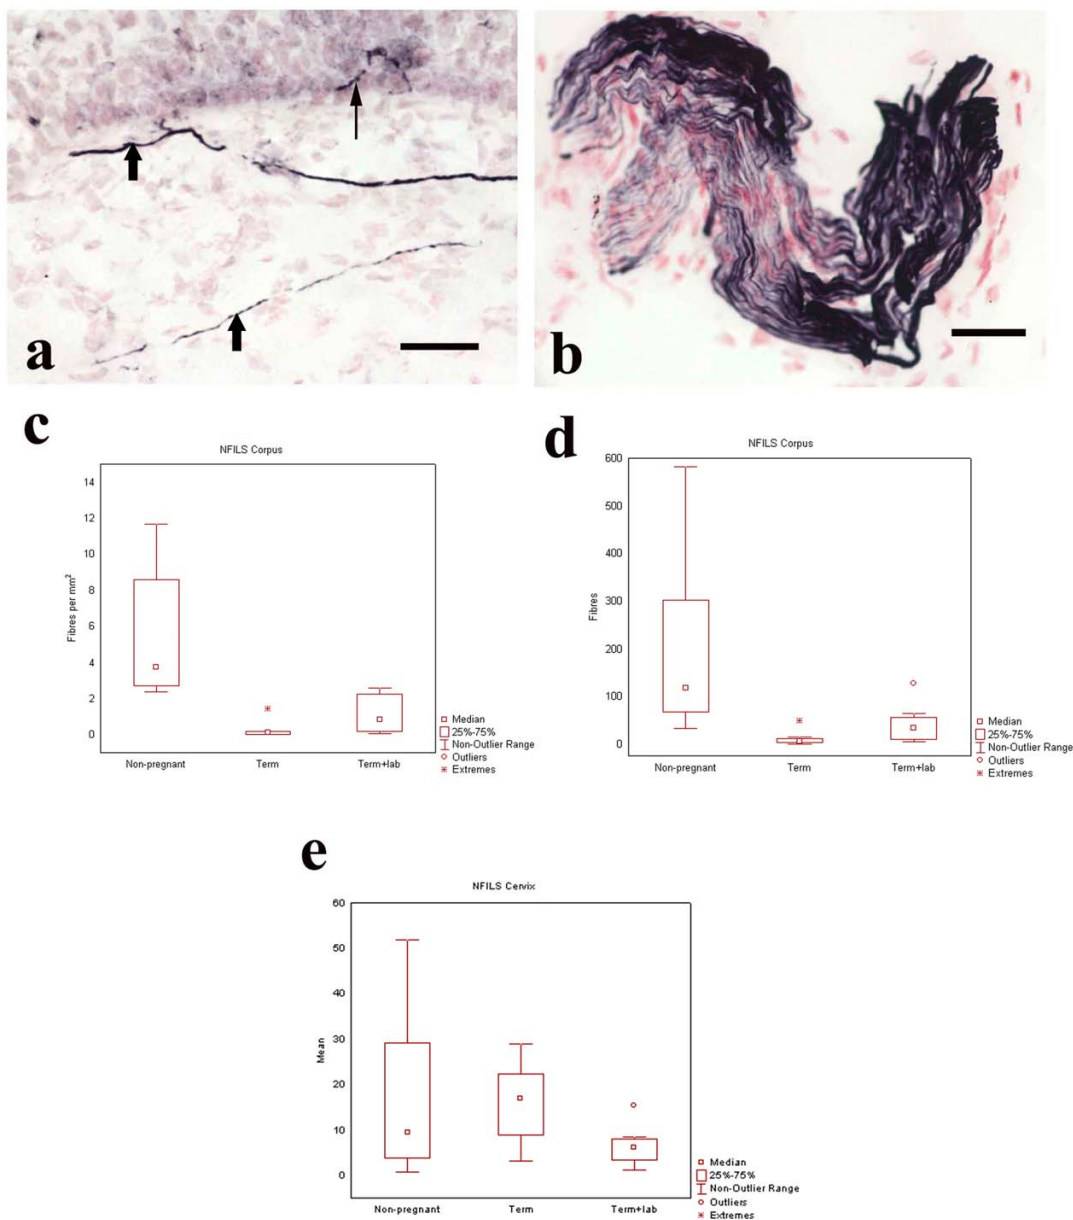 a
b
c
NFILS Corpus
Fibres per mm²
14
12
10
8
6
4
2
0
Non-pregnant
Term
Term+lab
Median
25%-75%
Non-Outlier Range
Outliers
Extremes
d
NFILS Corpus
Fibres
600
500
400
300
200
100
0
Non-pregnant
Term
Term+lab
Median
25%-75%
Non-Outlier Range
Outliers
Extremes
e
NFILS Cervix
Mean
60
50
40
30
20
10
0
Non-pregnant
Term
Term+lab
Median
25%-75%
Non-Outlier Range
Outliers
Extremes